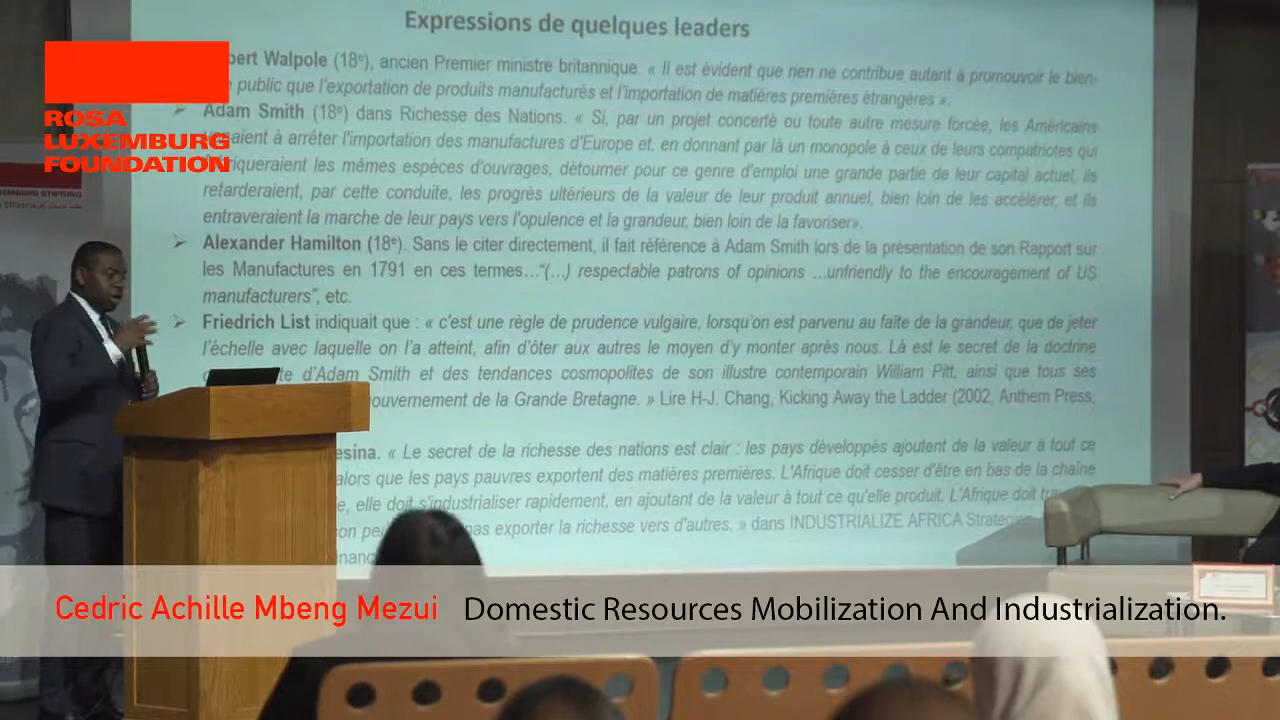 Expressions de quelques leaders
bert Walpole (18e), ancien Premier ministre britannique. « Il est évident que rien ne contribue autant à promouvoir le bien-
public que l'exportation de produits manufacturés et l'importation de matières premières étrangères ».
ROSA
LUXEMBURG
FOUNDATION
➢ Adam Smith (18e) dans Richesse des Nations. « Si, par un projet concerté ou toute autre mesure forcée, les Américains
à arrêter l'importation des manufactures d'Europe et, en donnant par là un monopole à ceux de leurs compatriotes qui
les mêmes espèces d'ouvrages, détourner pour ce genre d'emploi une grande partie de leur capital actuel, ils
retarderaient, par cette conduite, les progrès ultérieurs de la valeur de leur produit annuel, bien loin de les accélérer, et ils
entraveraient la marche de leur pays vers l'opulence et la grandeur, bien loin de la favoriser».
➢ Alexander Hamilton (18e). Sans le citer directement, il fait référence à Adam Smith lors de la présentation de son Rapport sur
les Manufactures en 1791 en ces termes…"(…) respectable patrons of opinions …unfriendly to the encouragement of US
manufacturers", etc.
➢ Friedrich List indiquait que : « c'est une règle de prudence vulgaire, lorsqu'on est parvenu au faîte de la grandeur, que de jeter
l'échelle avec laquelle on l'a atteint, afin d'ôter aux autres le moyen d'y monter après nous. Là est le secret de la doctrine
d'Adam Smith et des tendances cosmopolites de son illustre contemporain William Pitt, ainsi que tous ses
gouvernement de la Grande Bretagne. » Lire H-J. Chang, Kicking Away the Ladder (2002, Anthem Press,
esina. « Le secret de la richesse des nations est clair : les pays développés ajoutent de la valeur à tout ce
alors que les pays pauvres exportent des matières premières. L'Afrique doit cesser d'être en bas de la chaîne
elle doit s'industrialiser rapidement, en ajoutant de la valeur à tout ce qu'elle produit. L'Afrique doit
pas exporter la richesse vers d'autres. » dans INDUSTRIALIZE AFRICA
Cedric Achille Mbeng Mezui Domestic Resources Mobilization And Industrialization.